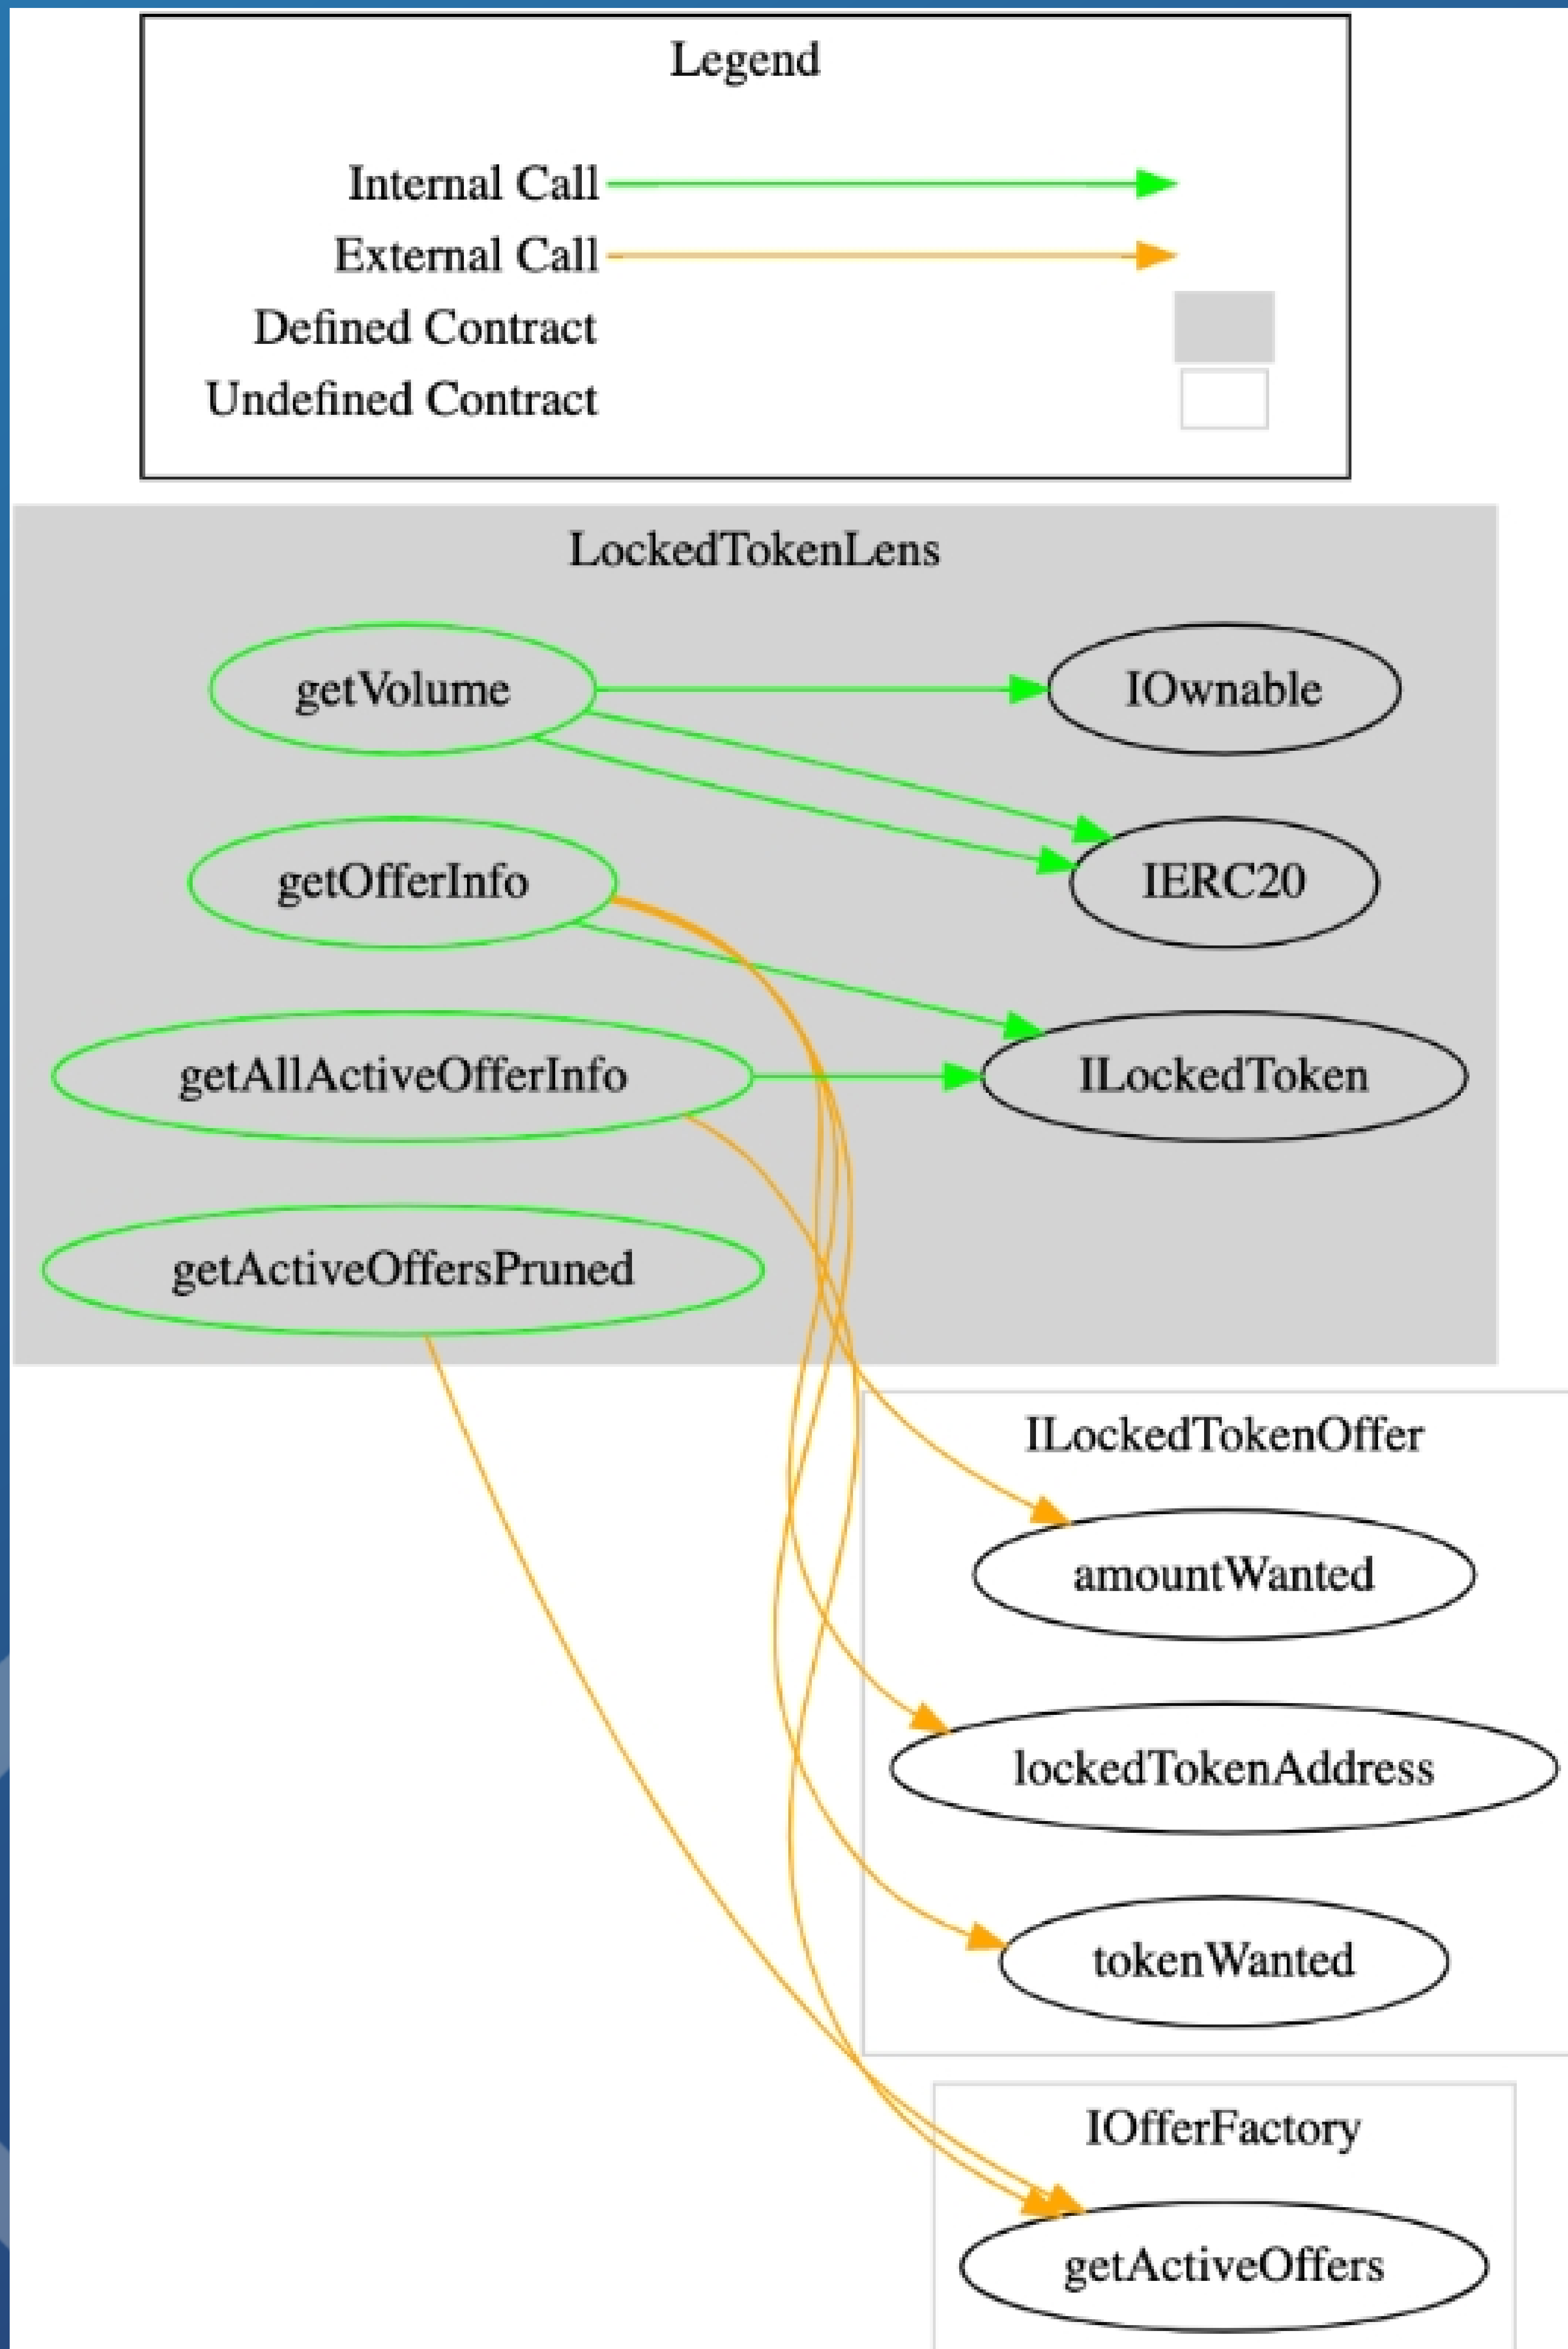 Legend
Internal Call
External Call
Defined Contract
Undefined Contract
LockedTokenLens
getVolume
IOwnable
getOfferInfo
IERC20
getAllActiveOfferInfo
ILockedToken
getActiveOffersPruned
ILockedTokenOffer
amountWanted
lockedTokenAddress
tokenWanted
IOfferFactory
getActiveOffers